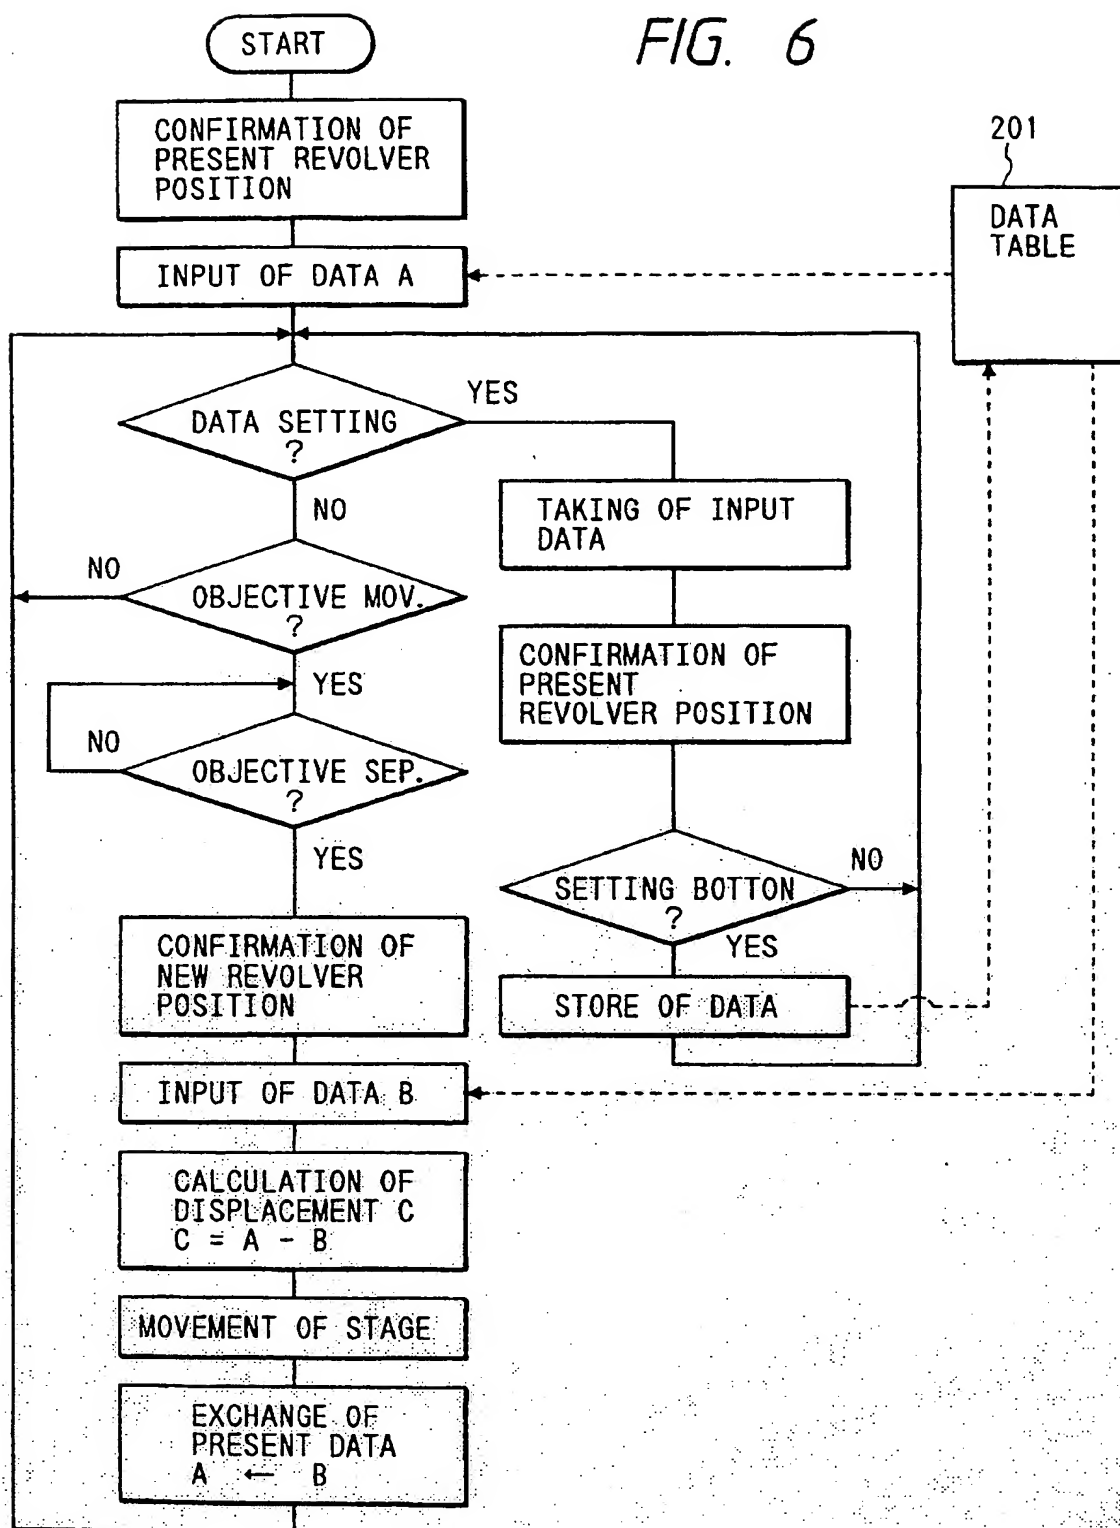 FIG. 6
START
CONFIRMATION OF
PRESENT REVOLVER
POSITION
INPUT OF DATA A
201
DATA
TABLE
DATA SETTING
?
YES
NO
TAKING OF INPUT
DATA
OBJECTIVE MOV.
?
NO
YES
CONFIRMATION OF
PRESENT
REVOLVER POSITION
OBJECTIVE SEP.
?
NO
YES
SETTING BOTTON
?
NO
YES
STORE OF DATA
CONFIRMATION OF
NEW REVOLVER
POSITION
INPUT OF DATA B
CALCULATION OF
DISPLACEMENT C
C = A - B
MOVEMENT OF STAGE
EXCHANGE OF
PRESENT DATA
A ← B